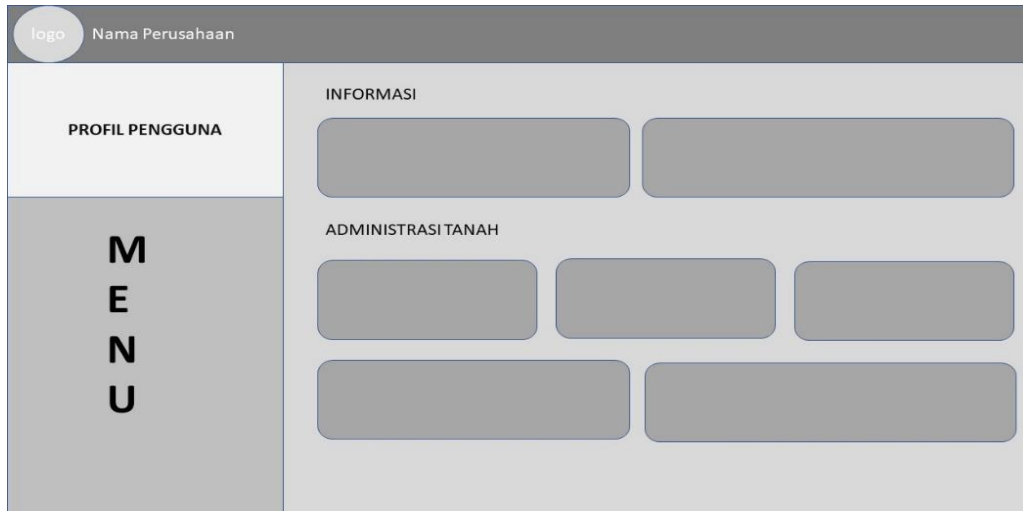 logo
Nama Perusahaan
PROFIL PENGGUNA
M
E
N
U
INFORMASI
ADMINISTRASI TANAH